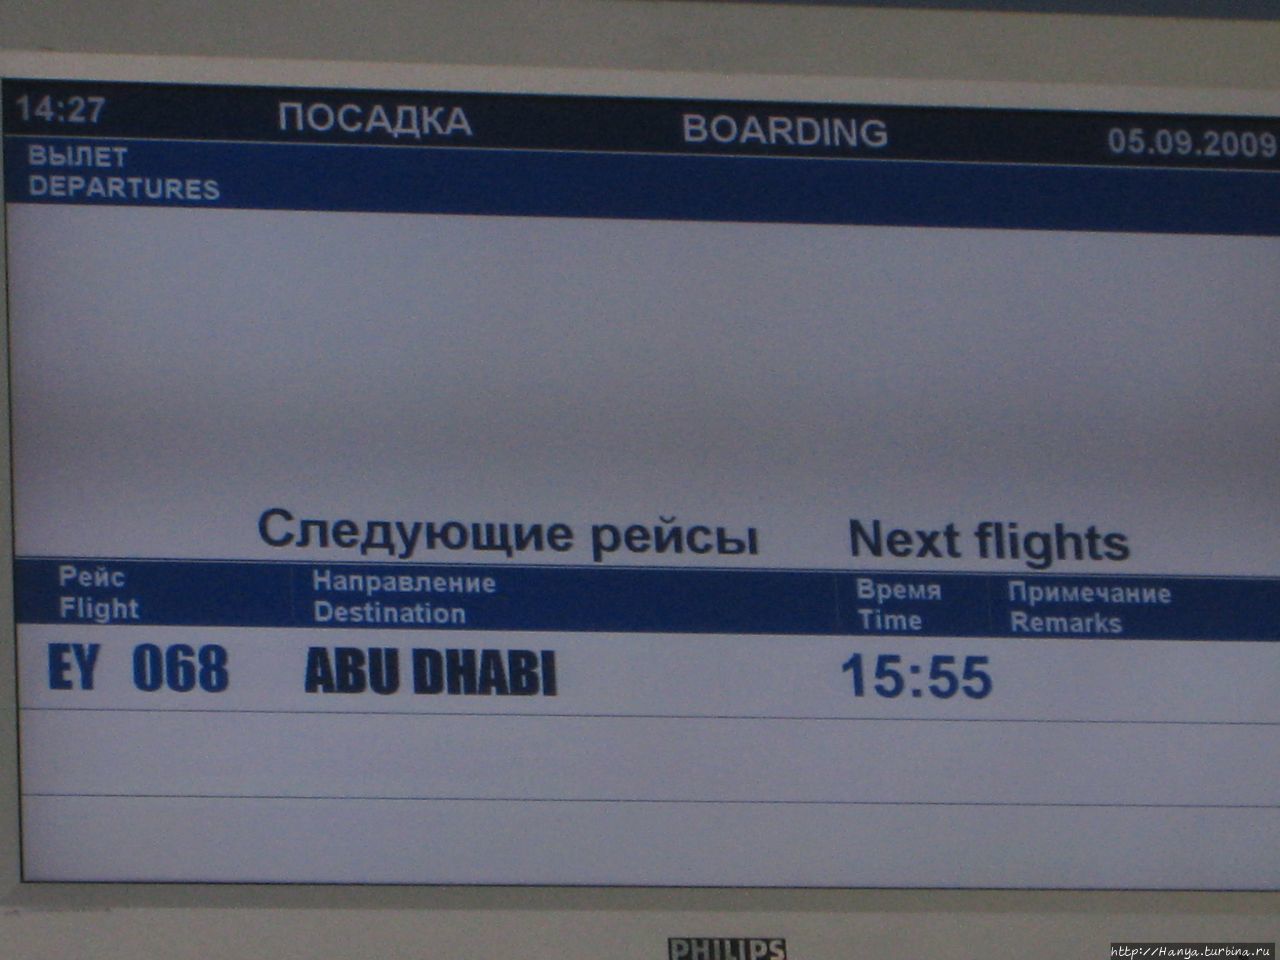 14:27 ПОСАДКА BOARDING 05.09.2009
ВЫЛЕТ
DEPARTURES
Следующие рейсы Next flights
Рейс Направление Время Примечание
Flight Destination Time Remarks
EY 068 ABU DHABI 15:55
PHILIPS
http://Hanya.turbina.ru